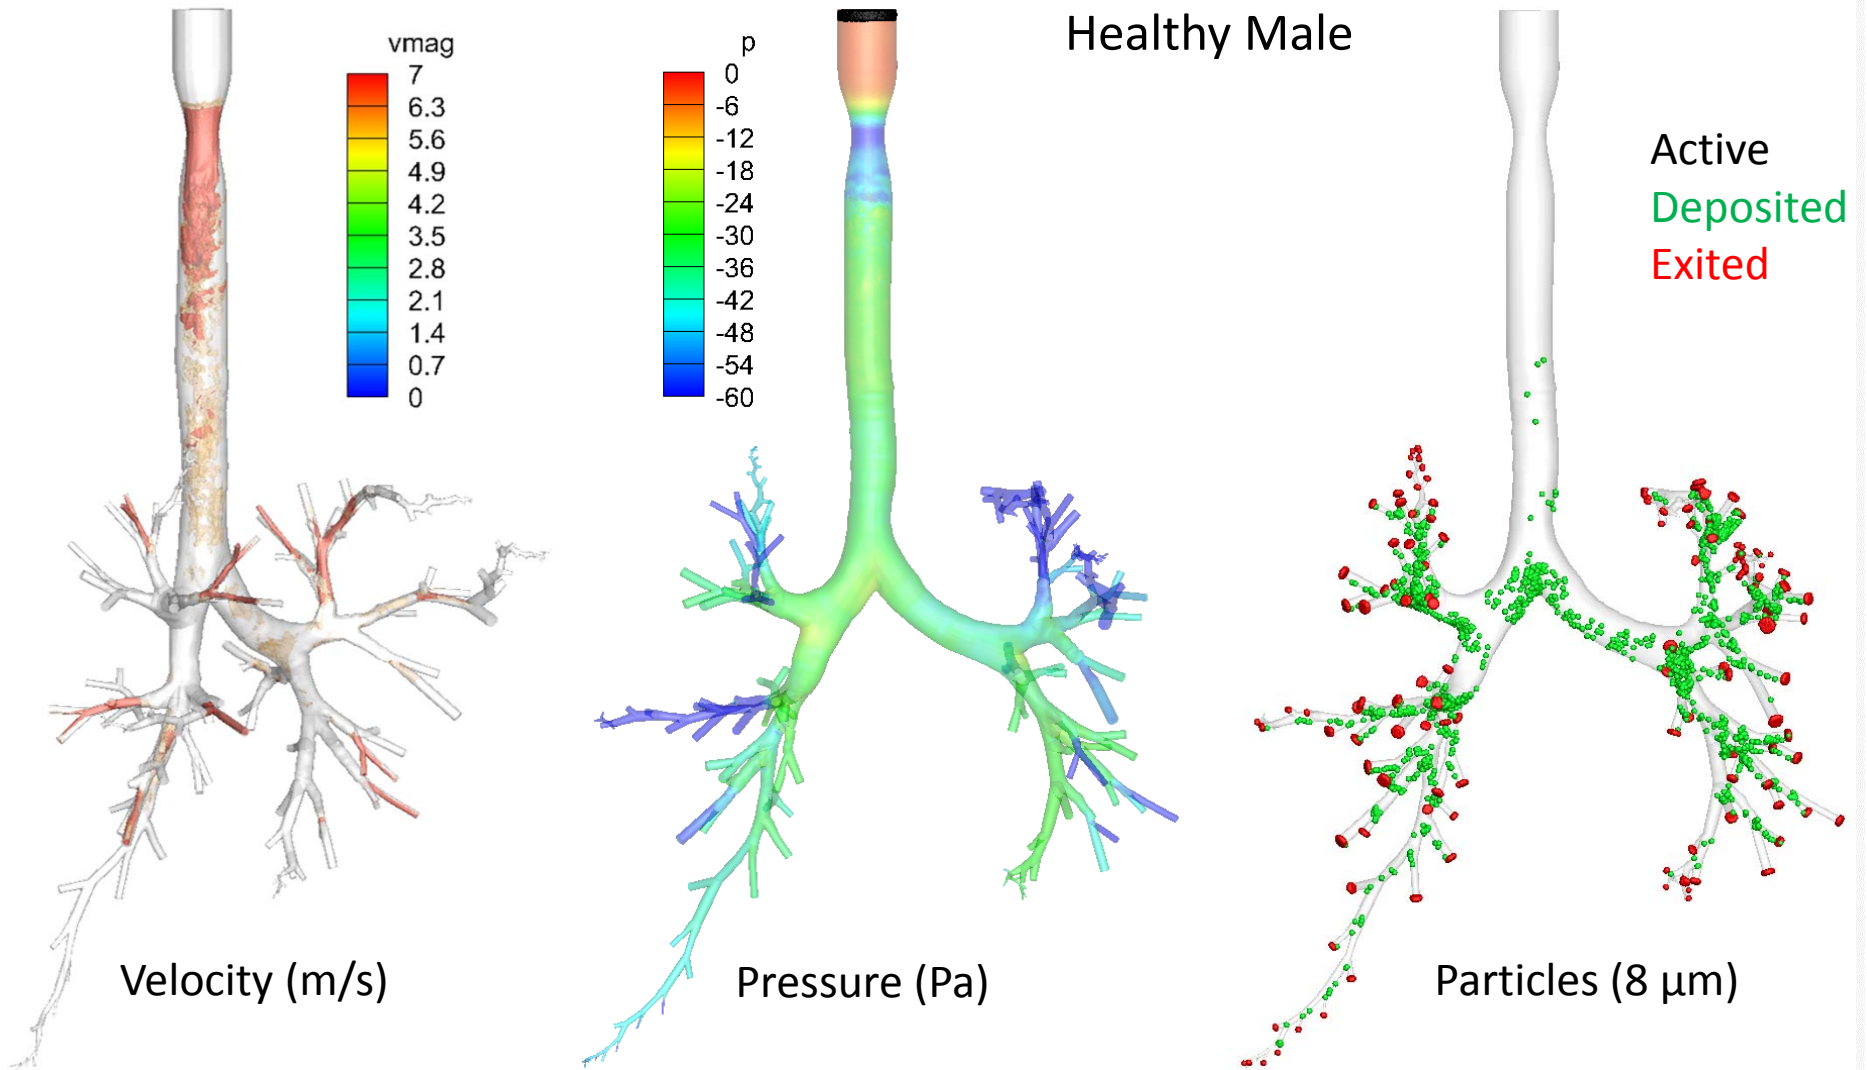 Healthy Male
vmag
7
6.3
5.6
4.9
4.2
3.5
2.8
2.1
1.4
0.7
0
p
0
-6
-12
-18
-24
-30
-36
-42
-48
-54
-60
Active
Deposited
Exited
Velocity (m/s)
Pressure (Pa)
Particles (8 μm)